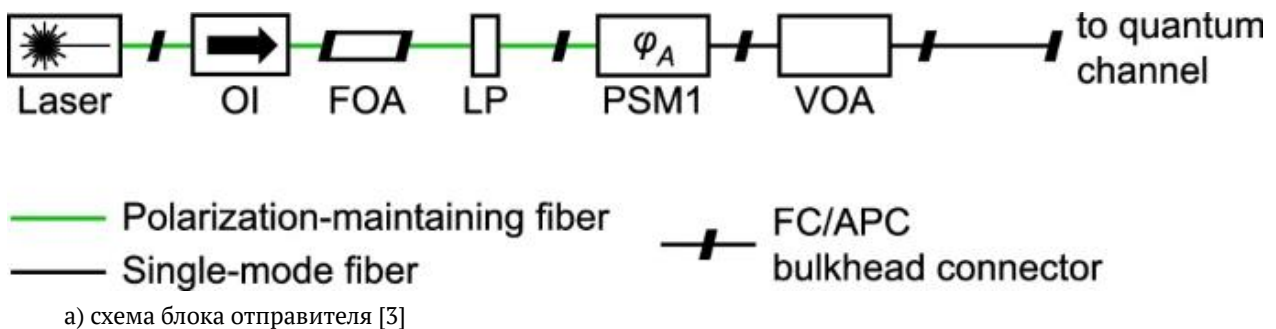 to quantum
channel
φA
Laser OI FOA LP PSM1 VOA
Polarization-maintaining fiber
Single-mode fiber
FC/APC
bulkhead connector
а) схема блока отправителя [3]